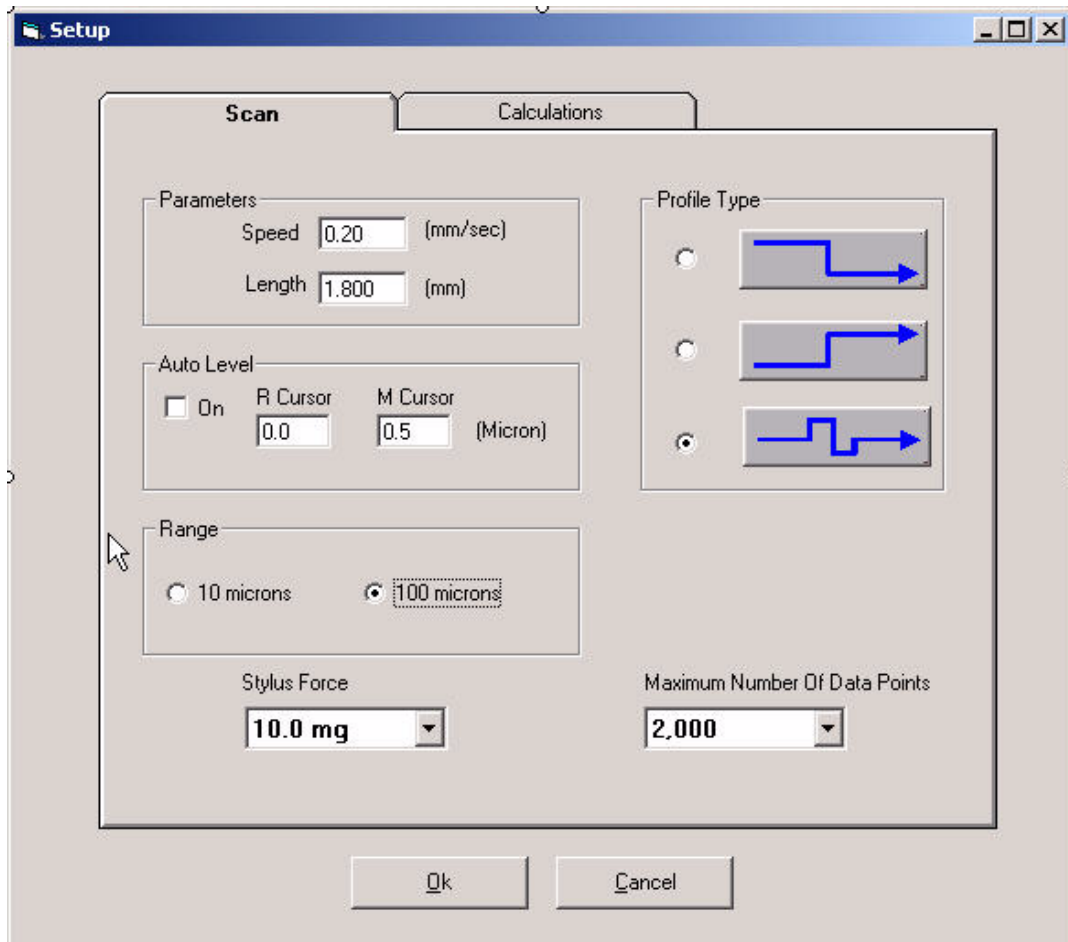 Setup
Scan
Calculations
Parameters
Speed 0.20 (mm/sec)
Length 1.800 (mm)
Profile Type
Auto Level
On
R Cursor
0.0
M Cursor
0.5
(Micron)
Range
10 microns
100 microns
Stylus Force
10.0 mg
Maximum Number Of Data Points
2,000
Ok
Cancel